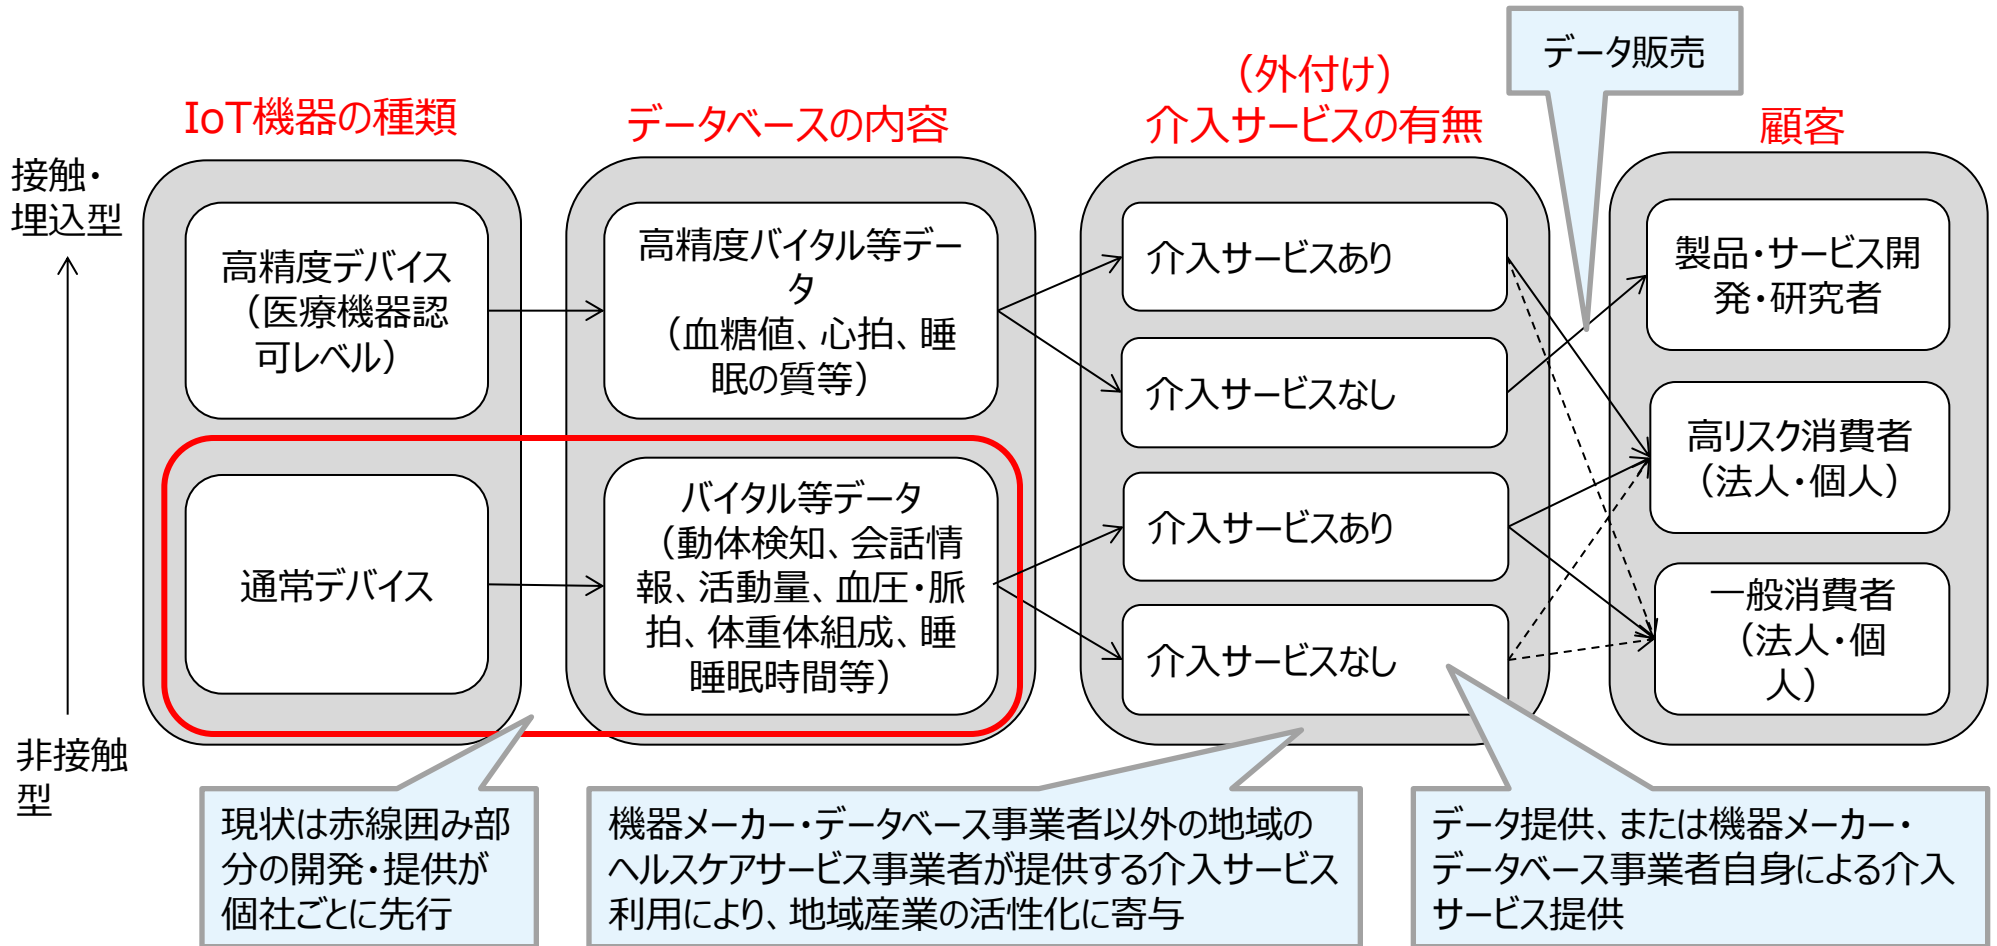 データ販売
IoT機器の種類
データベースの内容
（外付け）
介入サービスの有無
顧客
接触・
埋込型
非接触
型
高精度デバイス
（医療機器認
可レベル）
通常デバイス
高精度バイタル等デー
タ
（血糖値、心拍、睡
眠の質等）
バイタル等データ
（動体検知、会話情
報、活動量、血圧・脈
拍、体重体組成、睡
睡眠時間等）
介入サービスあり
介入サービスなし
介入サービスあり
介入サービスなし
製品・サービス開
発・研究者
高リスク消費者
（法人・個人）
一般消費者
（法人・個
人）
現状は赤線囲み部
分の開発・提供が
個社ごとに先行
機器メーカー・データベース事業者以外の地域の
ヘルスケアサービス事業者が提供する介入サービス
利用により、地域産業の活性化に寄与
データ提供、または機器メーカー・
データベース事業者自身による介入
サービス提供